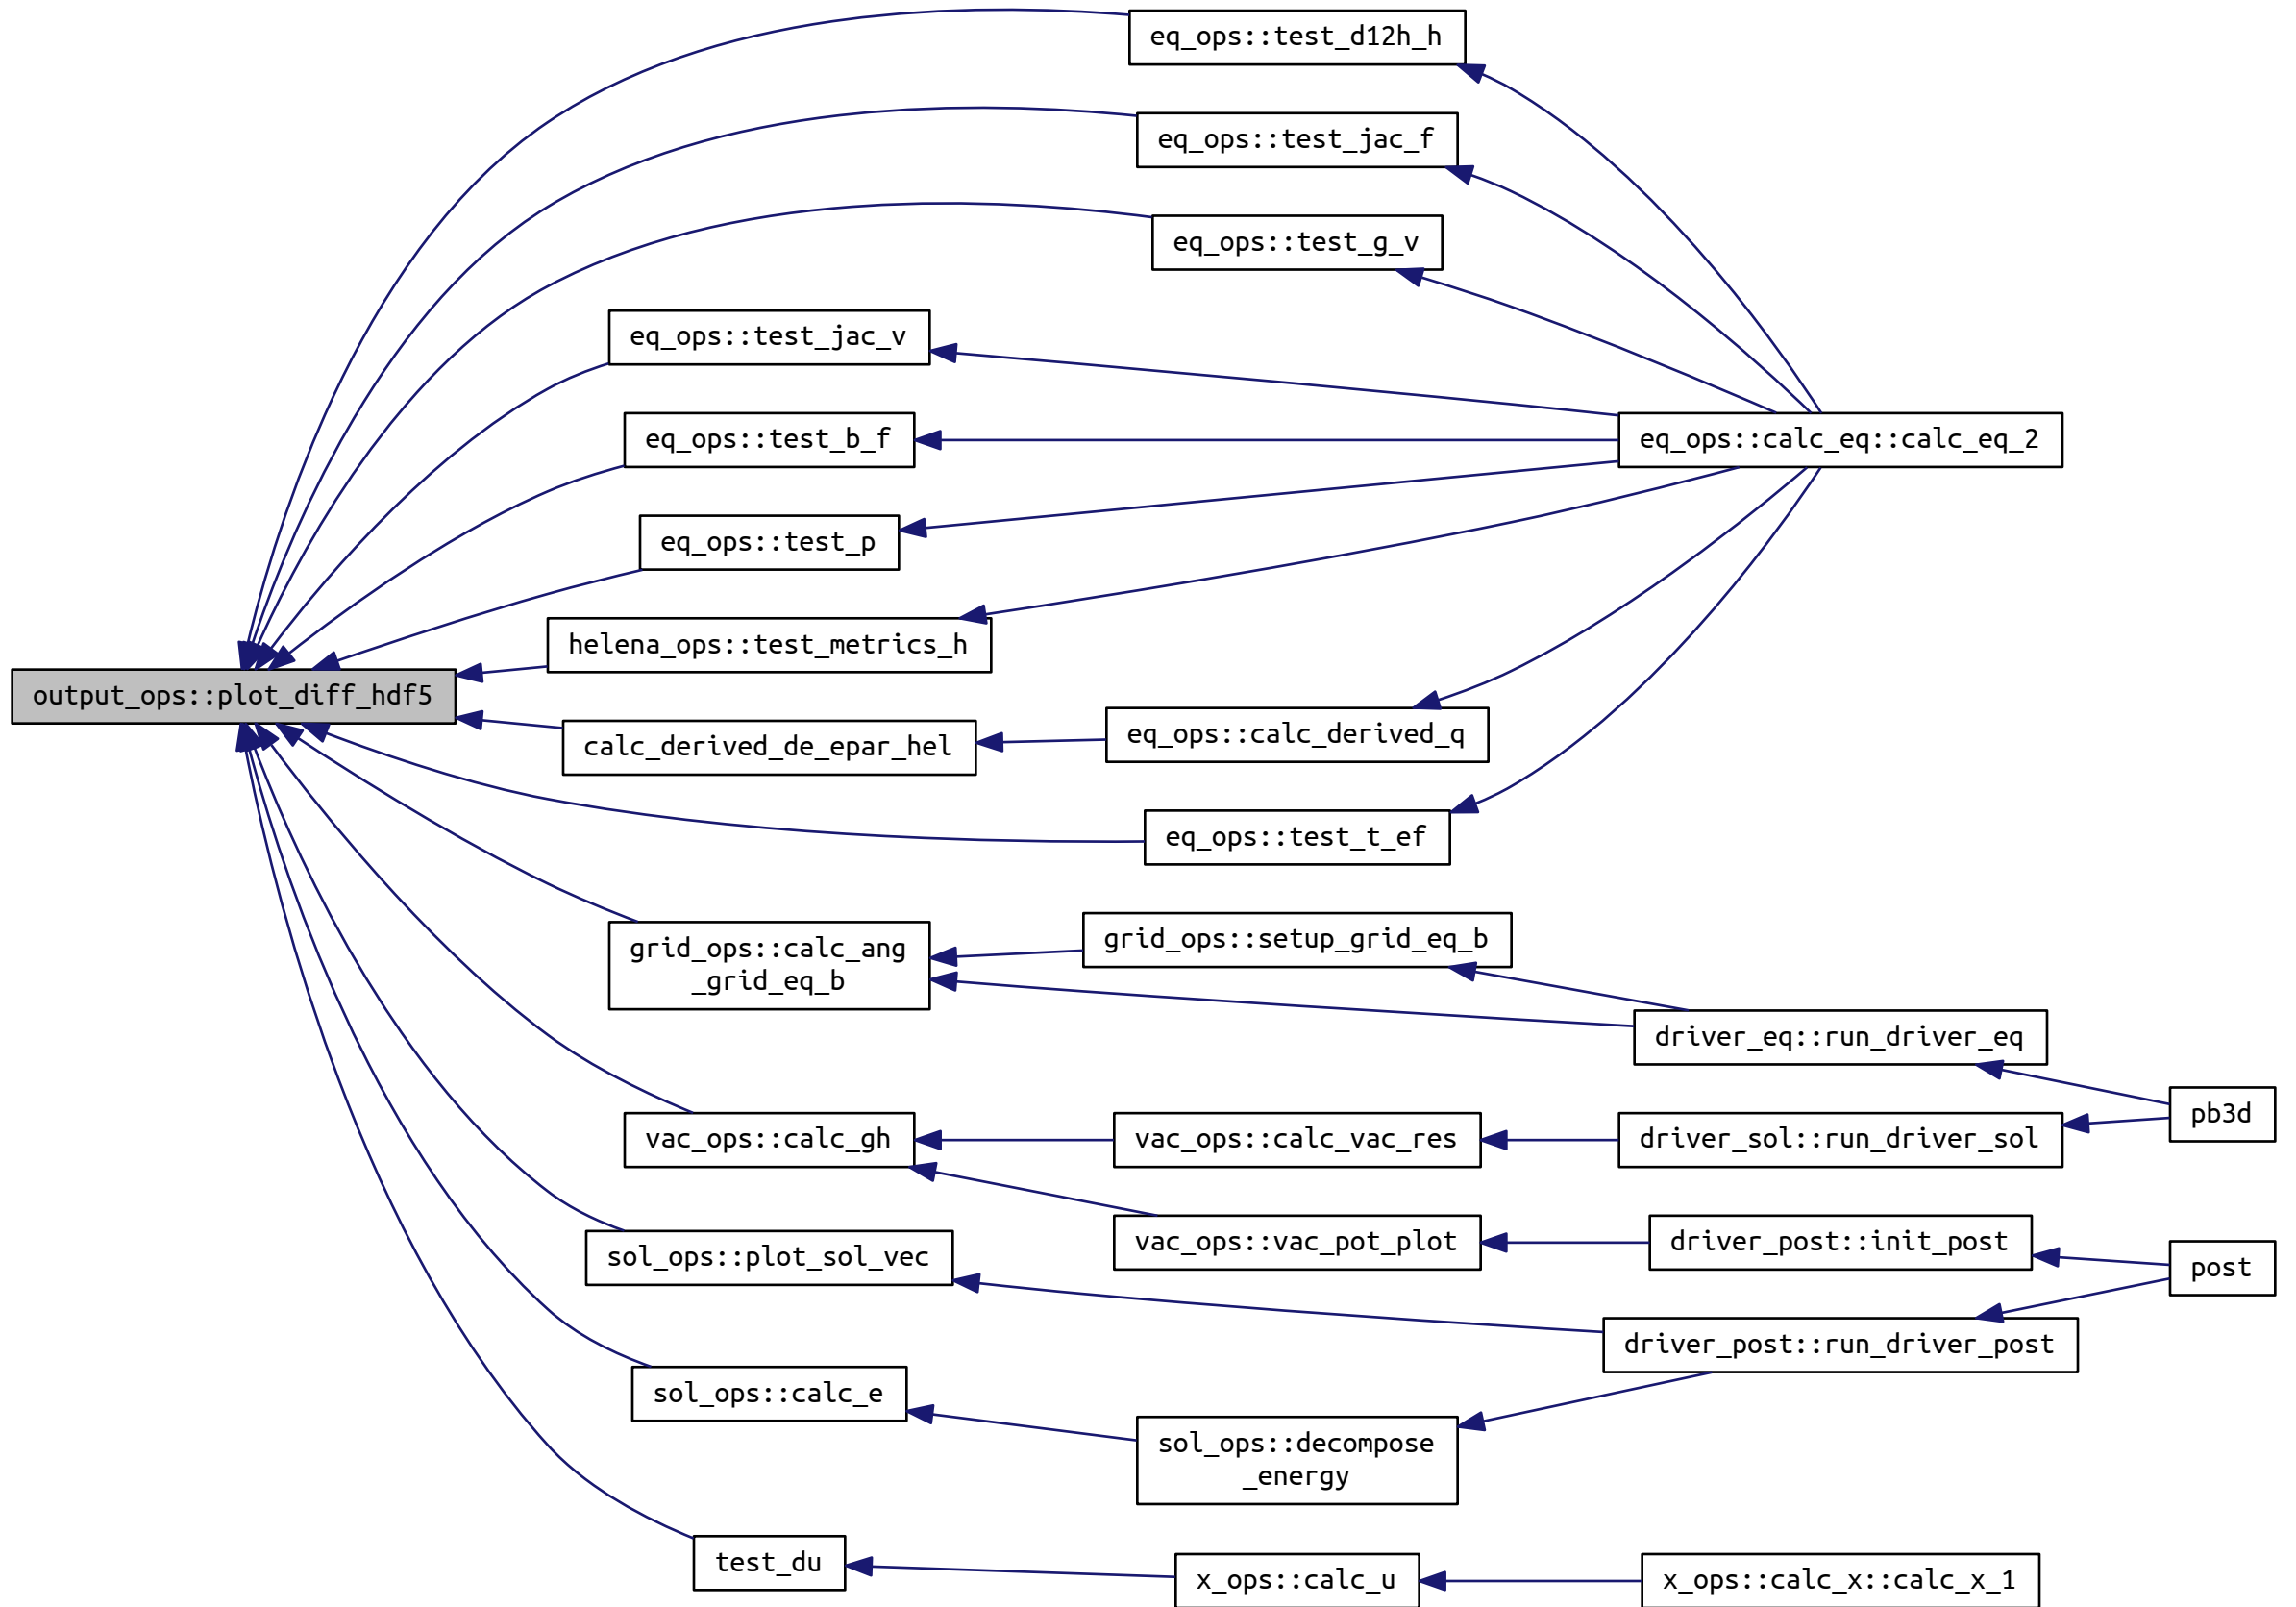 eq_ops::test_d12h_h
eq_ops::test_jac_f
eq_ops::test_g_v
eq_ops::test_jac_v
eq_ops::test_b_f
eq_ops::calc_eq::calc_eq_2
eq_ops::test_p
helena_ops::test_metrics_h
output_ops::plot_diff_hdf5
calc_derived_de_epar_hel
eq_ops::calc_derived_q
eq_ops::test_t_ef
grid_ops::calc_ang
_grid_eq_b
grid_ops::setup_grid_eq_b
driver_eq::run_driver_eq
pb3d
vac_ops::calc_gh
vac_ops::calc_vac_res
driver_sol::run_driver_sol
vac_ops::vac_pot_plot
driver_post::init_post
post
sol_ops::plot_sol_vec
driver_post::run_driver_post
sol_ops::calc_e
sol_ops::decompose
_energy
test_du
x_ops::calc_u
x_ops::calc_x::calc_x_1